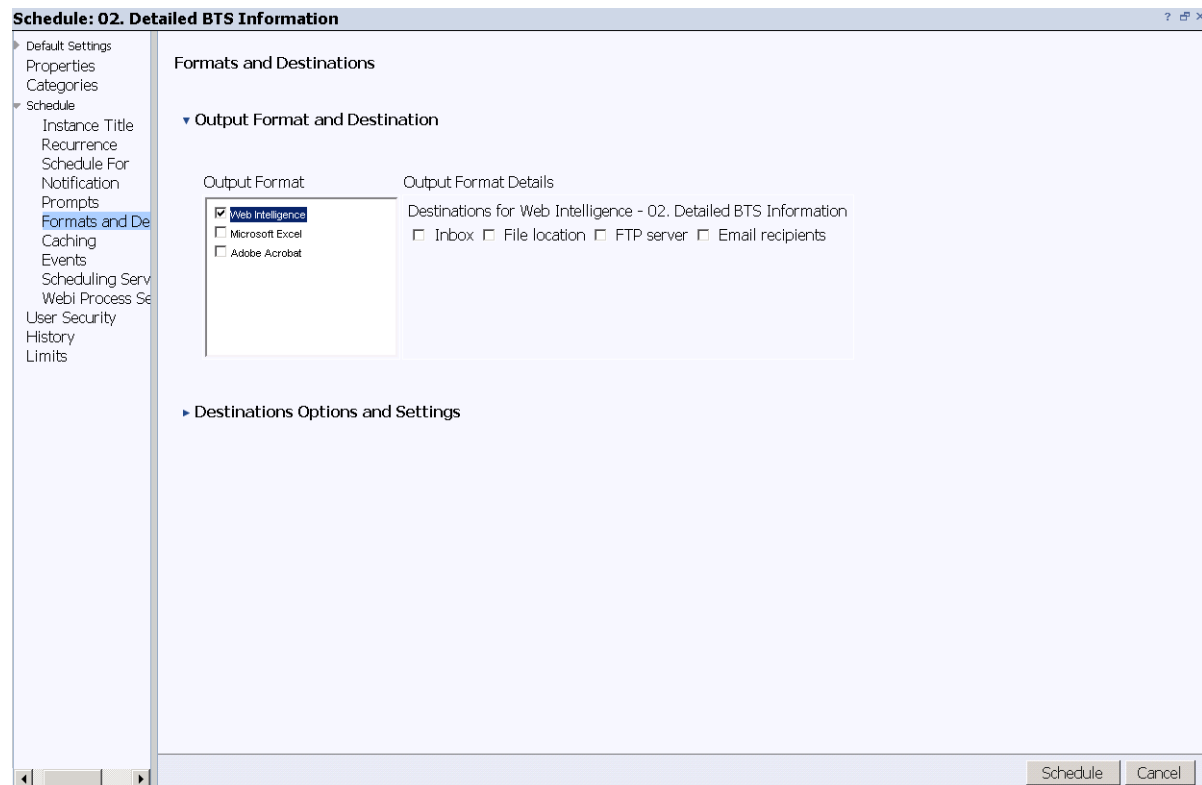 Schedule: 02. Detailed BTS Information
Default Settings
Properties
Categories
Schedule
Instance Title
Recurrence
Schedule For
Notification
Prompts
Formats and De
Caching
Events
Scheduling Serv
Webi Process Se
User Security
History
Limits
Formats and Destinations
Output Format and Destination
Output Format
Web Intelligence
Microsoft Excel
Adobe Acrobat
Output Format Details
Destinations for Web Intelligence - 02. Detailed BTS Information
Inbox File location FTP server Email recipients
Destinations Options and Settings
Schedule Cancel